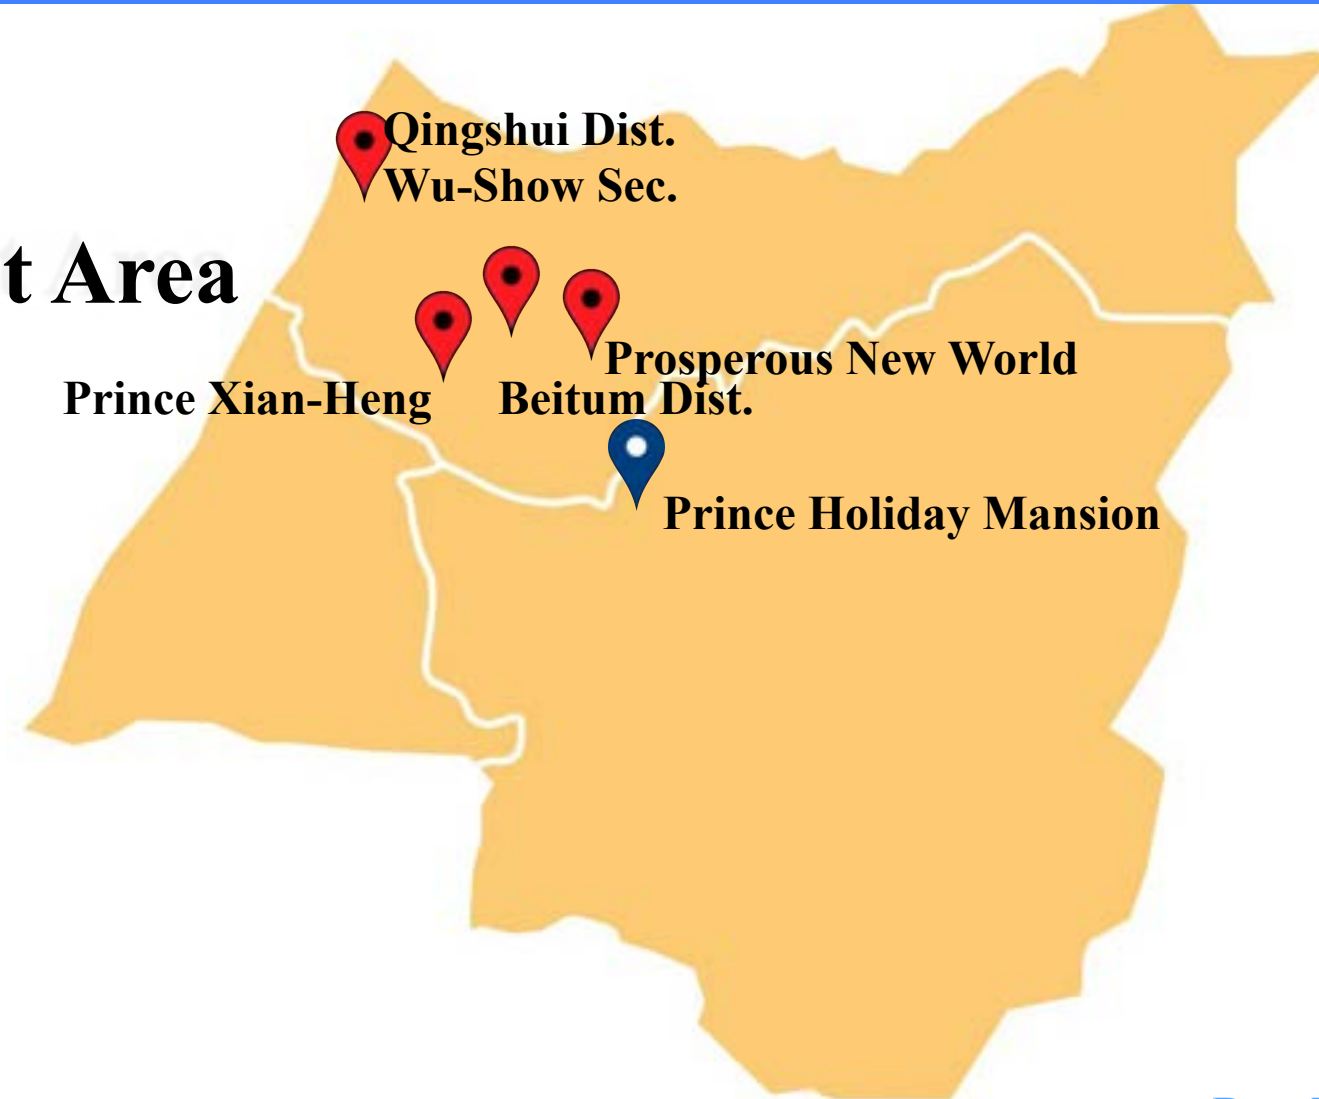 Qingshui Dist.
Wu-Show Sec.
t Area
Prosperous New World
Prince Xian-Heng
Beitum Dist.
Prince Holiday Mansion